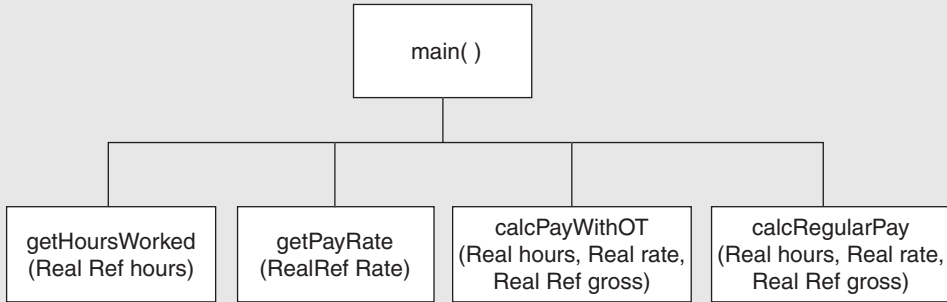 main( )
getHoursWorked
(Real Ref hours)
getPayRate
(RealRef Rate)
calcPayWithOT
(Real hours, Real rate,
Real Ref gross)
calcRegularPay
(Real hours, Real rate,
Real Ref gross)